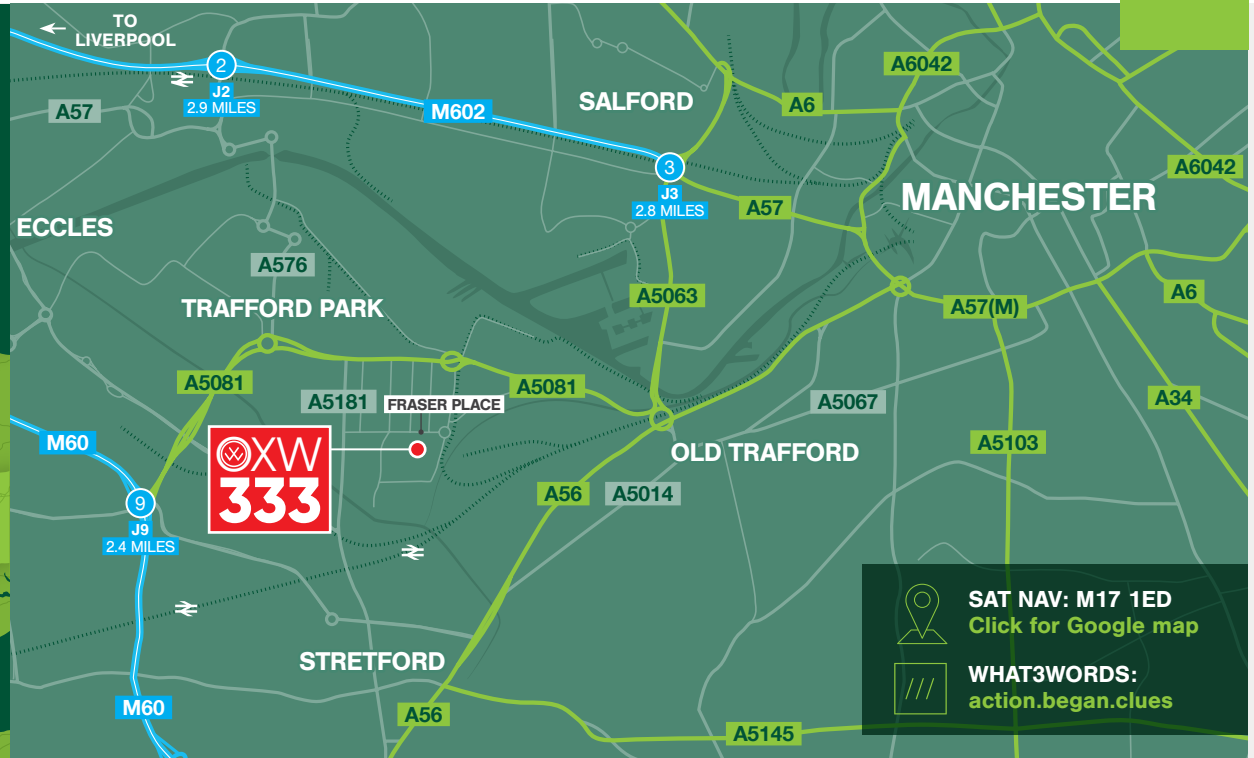 TO
LIVERPOOL
2
J2
2.9 MILES
A57
M602
SALFORD
A6042
A6
3
J3
2.8 MILES
A6042
MANCHESTER
A57
ECCLES
A576
TRAFFORD PARK
A5063
A57(M)
A6
A5081
A5181
FRASER PLACE
A5081
A5067
A34
M60
XW
333
OLD TRAFFORD
A5103
9
J9
2.4 MILES
A56
A5014
STRETFORD
M60
A56
A5145
SAT NAV: M17 1ED
Click for Google map
WHAT3WORDS:
action.began.clues